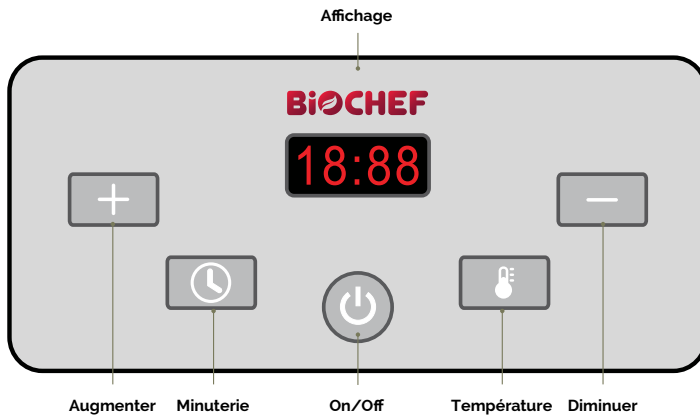 Affichage
BIOCHEF
18:88
Augmenter Minuterie On/Off Température Diminuer